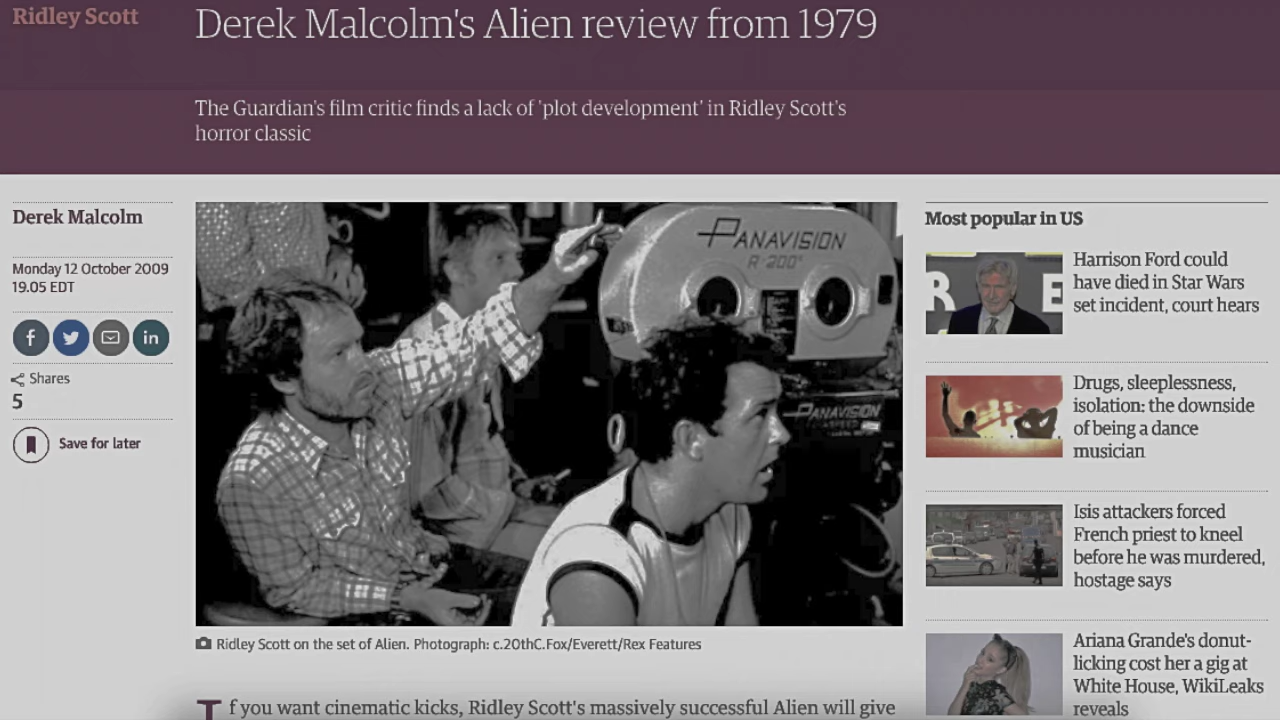 Ridley Scott
Derek Malcolm's Alien review from 1979
The Guardian's film critic finds a lack of 'plot development' in Ridley Scott's
horror classic
Derek Malcolm
Monday 12 October 2009
19.05 EDT
Shares
5
Save for later
PANAVISION
R-200°
PANAVISION
Ridley Scott on the set of Alien. Photograph: c.20thC.Fox/Everett/Rex Features
If you want cinematic kicks, Ridley Scott's massively successful Alien will give
Most popular in US
R E
Harrison Ford could
have died in Star Wars
set incident, court hears
Drugs, sleeplessness,
isolation: the downside
of being a dance
musician
Isis attackers forced
French priest to kneel
before he was murdered,
hostage says
Ariana Grande's donut-
licking cost her a gig at
White House, WikiLeaks
reveals